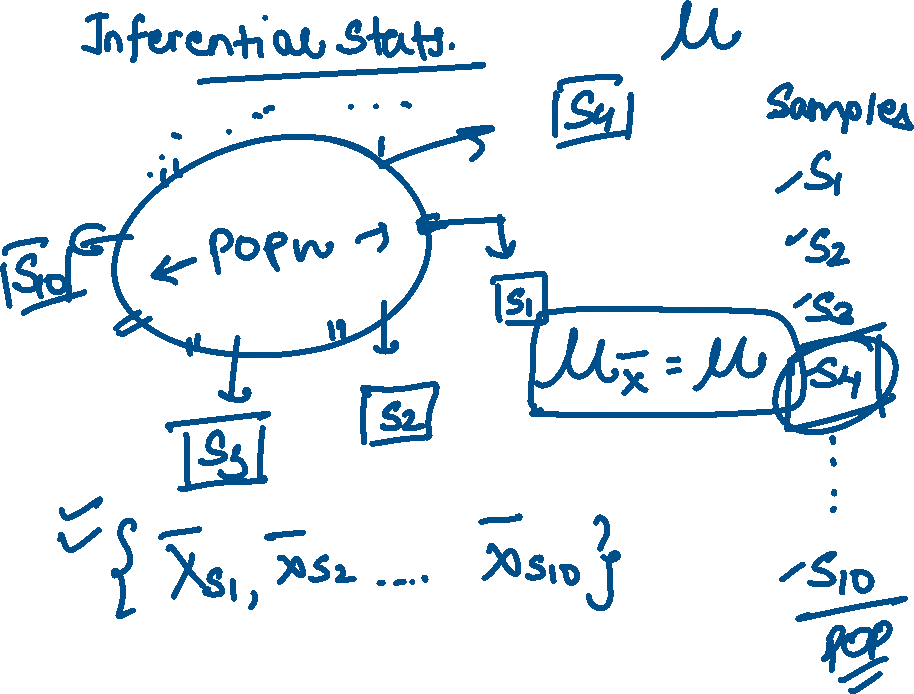 Inferential Stats.
μ
S4
Samples
S1
S2
S3
S4
S10
POP
Popn
S10
S1
μx̄ = μ
S2
S3
{ x̄S1, x̄S2 .... x̄S10 }